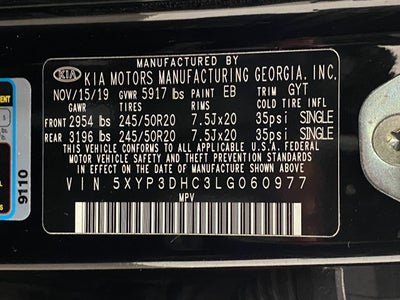 MANUFACTURED BY
KIA KIA MOTORS MANUFACTURING GEORGIA, INC.
NOV/15/19 GVWR 5917 lbs PAINT EB TRIM GYT
GAWR TIRES RIMS COLD TIRE INFL
FRONT 2954 lbs 245/50R20 7.5Jx20 35psi SINGLE
REAR 3196 lbs 245/50R20 7.5Jx20 35psi SINGLE
THIS VEHICLE CONFORMS TO ALL APPLICABLE U.S.A. FEDERAL
MOTOR VEHICLE SAFETY AND THEFT PREVENTION STANDARDS
IN EFFECT ON THE DATE OF MANUFACTURE SHOWN ABOVE
VIN 5XYP3DHC3LG060977
MPV
9110